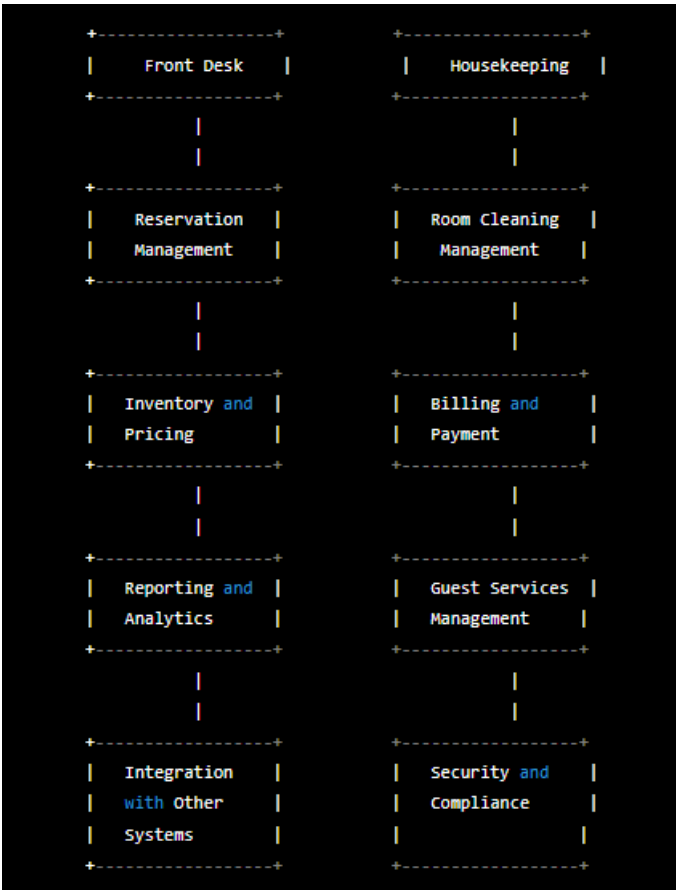 Front Desk
Housekeeping
Reservation
Management
Room Cleaning
Management
Inventory and
Pricing
Billing and
Payment
Reporting and
Analytics
Guest Services
Management
Integration
with Other
Systems
Security and
Compliance